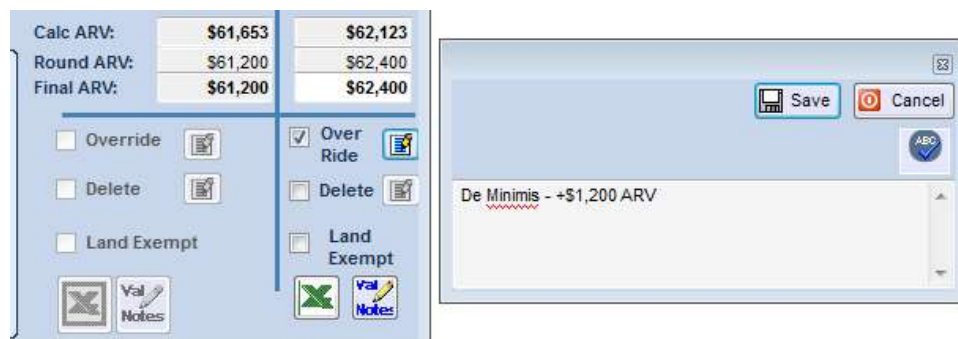 Calc ARV: $61,653 $62,123
Round ARV: $61,200 $62,400
Final ARV: $61,200 $62,400
Override
Over
Ride
Delete
Delete
Land Exempt
Land
Exempt
Val
Notes
Val
Notes
Save Cancel
ABC
De Minimis - +$1,200 ARV